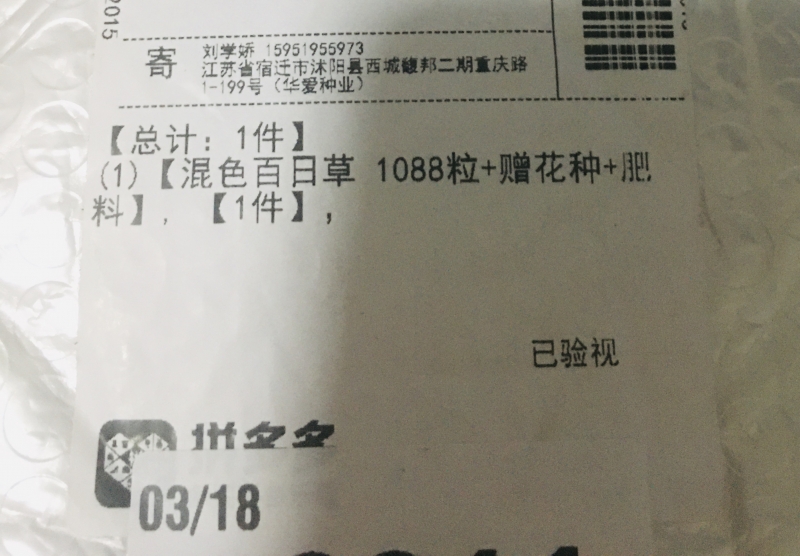 2015
寄
刘学娇 15951955973
江苏省宿迁市沭阳县西城馥邦二期重庆路
1-199号（华爱种业）
【总计：1件】
(1)【混色百日草 1088粒+赠花种+肥
料】，【1件】，
已验视
拼多多
03/18